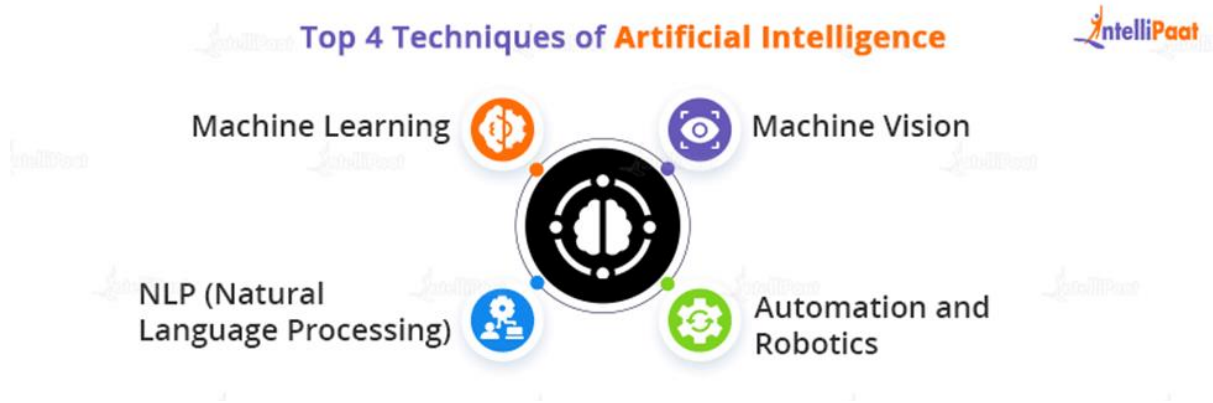 Top 4 Techniques of Artificial Intelligence
IntelliPaat
Machine Learning
Machine Vision
NLP (Natural
Language Processing)
Automation and
Robotics